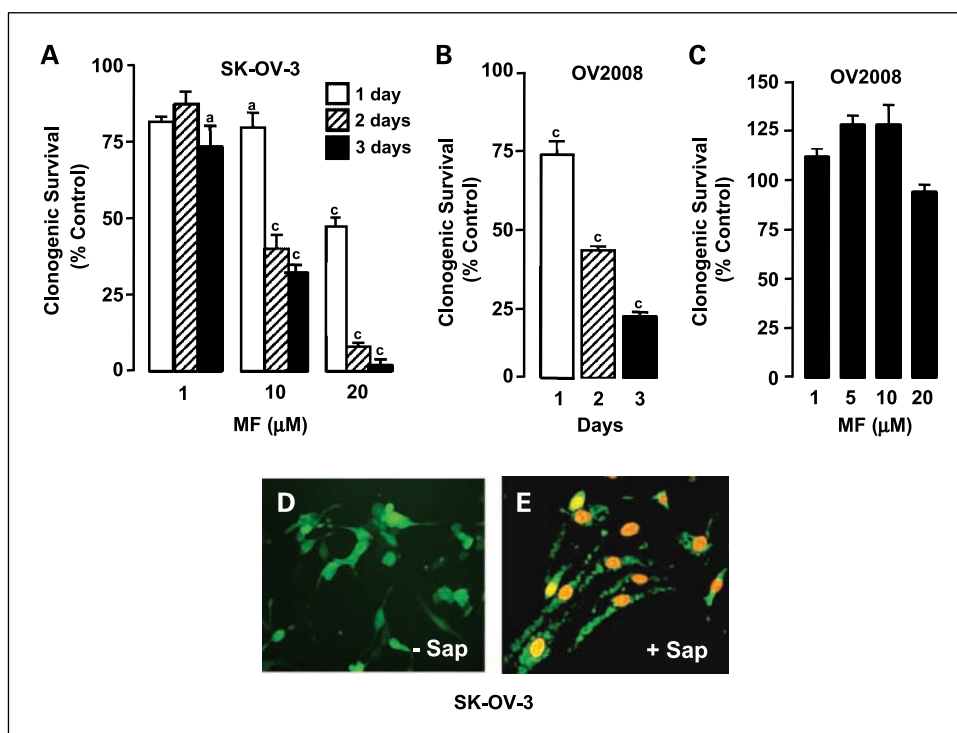 A
SK-OV-3
100
75
50
25
0
Clonogenic Survival
(% Control)
1 day
2 days
3 days
a
a
c
c
c
c
c
1
10
20
MF (μM)
B
OV2008
100
75
50
25
0
Clonogenic Survival
(% Control)
c
c
c
1
2
3
Days
C
OV2008
150
125
100
75
50
25
0
Clonogenic Survival
(% Control)
1
5
10
20
MF (μM)
D
- Sap
E
+ Sap
SK-OV-3